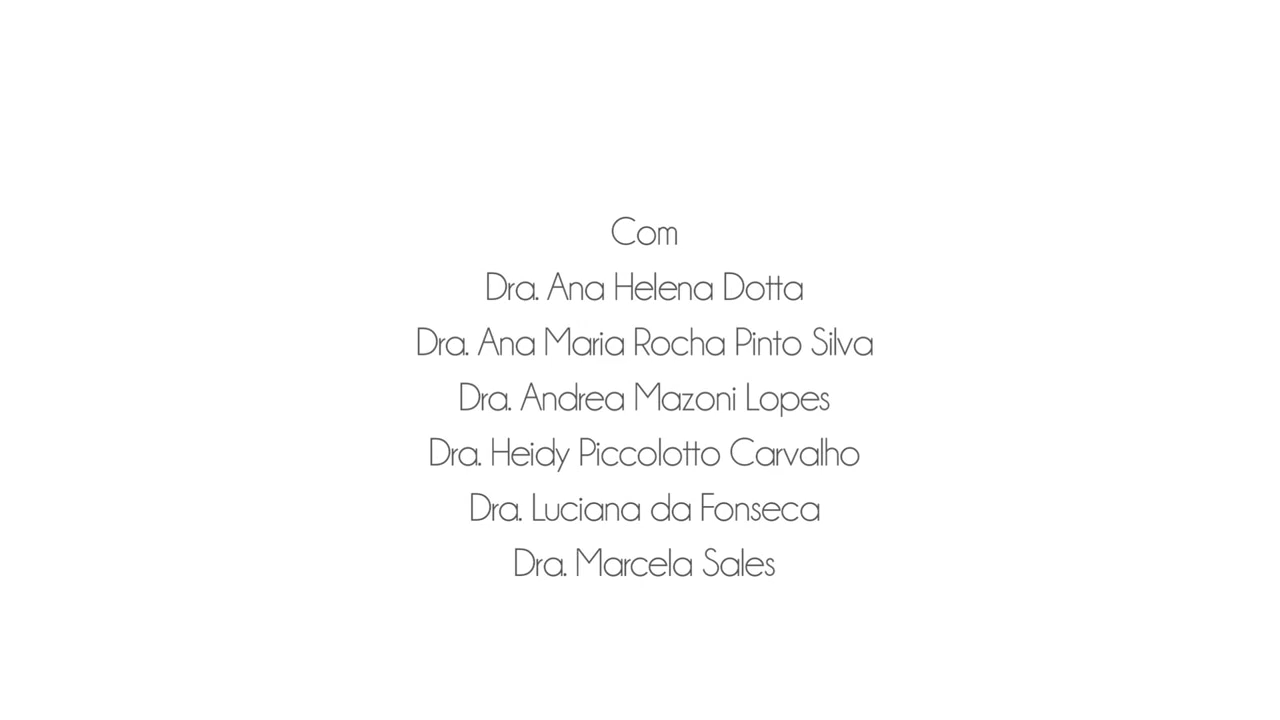 Com
Dra. Ana Helena Dotta
Dra. Ana Maria Rocha Pinto Silva
Dra. Andrea Mazoni Lopes
Dra. Heidy Piccolotto Carvalho
Dra. Luciana da Fonseca
Dra. Marcela Sales